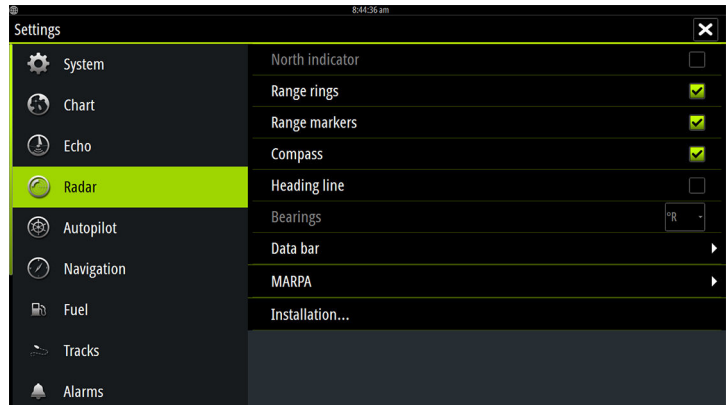 8:44:36 am
Settings
System
Chart
Echo
Radar
Autopilot
Navigation
Fuel
Tracks
Alarms
North indicator
Range rings
Range markers
Compass
Heading line
Bearings °R
Data bar
MARPA
Installation...